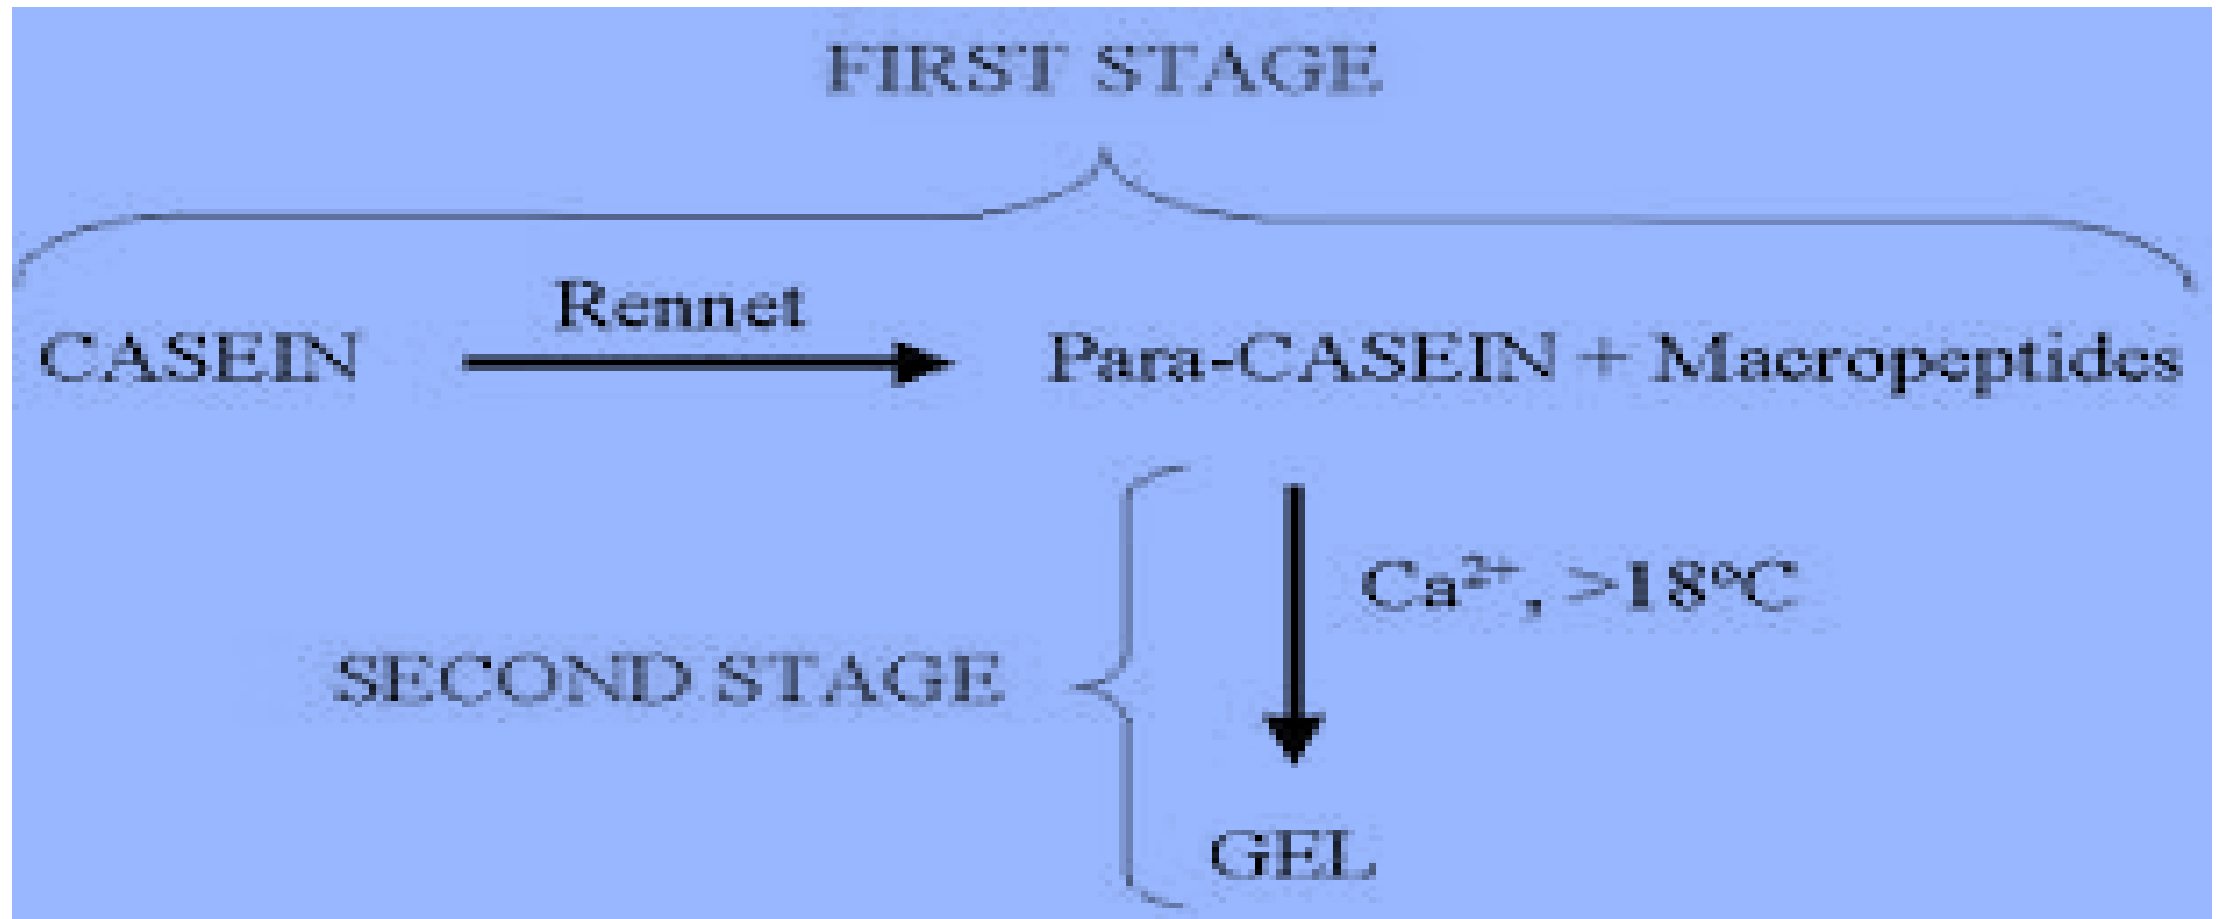 FIRST STAGE
Rennet
CASEIN
Para-CASEIN + Macropeptides
Ca²⁺, >18°C
SECOND STAGE
GEL